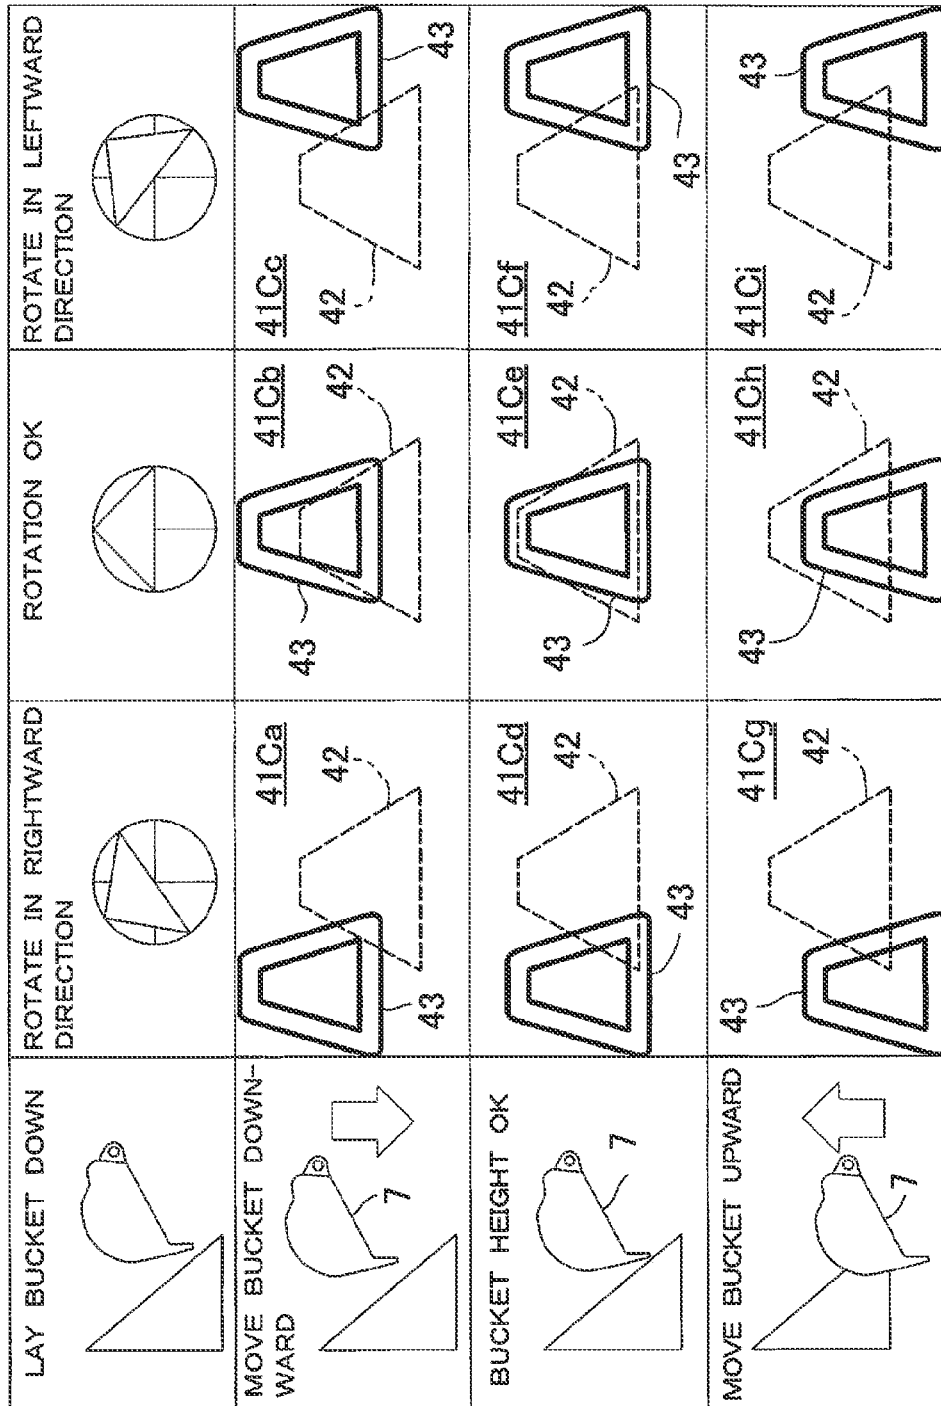 LAY BUCKET DOWN
ROTATE IN RIGHTWARD
DIRECTION
ROTATION OK
ROTATE IN LEFTWARD
DIRECTION
MOVE BUCKET DOWN-
WARD
7
41Ca
42
43
41Cb
42
43
41Cc
42
43
BUCKET HEIGHT OK
7
41Cd
42
43
41Ce
42
43
41Cf
42
43
MOVE BUCKET UPWARD
7
41Cg
42
43
41Ch
42
43
41Ci
42
43